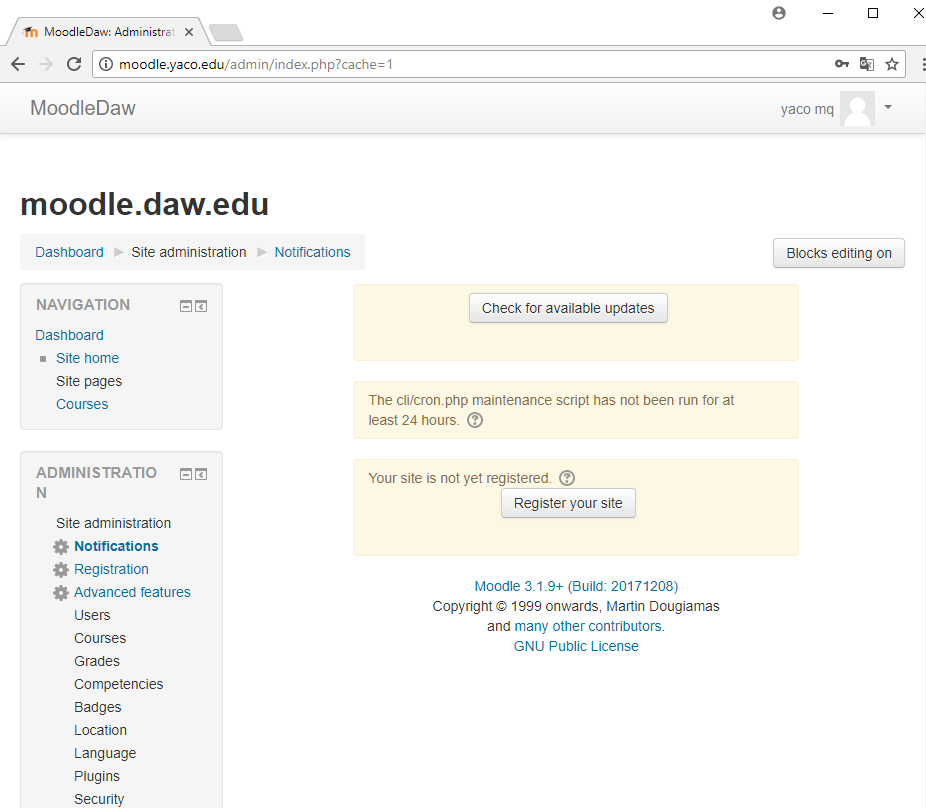 MoodleDaw: Administrat
moodle.yaco.edu/admin/index.php?cache=1
MoodleDaw
yaco mq
moodle.daw.edu
Dashboard Site administration Notifications
Blocks editing on
NAVIGATION
Dashboard
Site home
Site pages
Courses
ADMINISTRATIO
N
Site administration
Notifications
Registration
Advanced features
Users
Courses
Grades
Competencies
Badges
Location
Language
Plugins
Security
Check for available updates
The cli/cron.php maintenance script has not been run for at
least 24 hours.
Your site is not yet registered.
Register your site
Moodle 3.1.9+ (Build: 20171208)
Copyright © 1999 onwards, Martin Dougiamas
and many other contributors.
GNU Public License